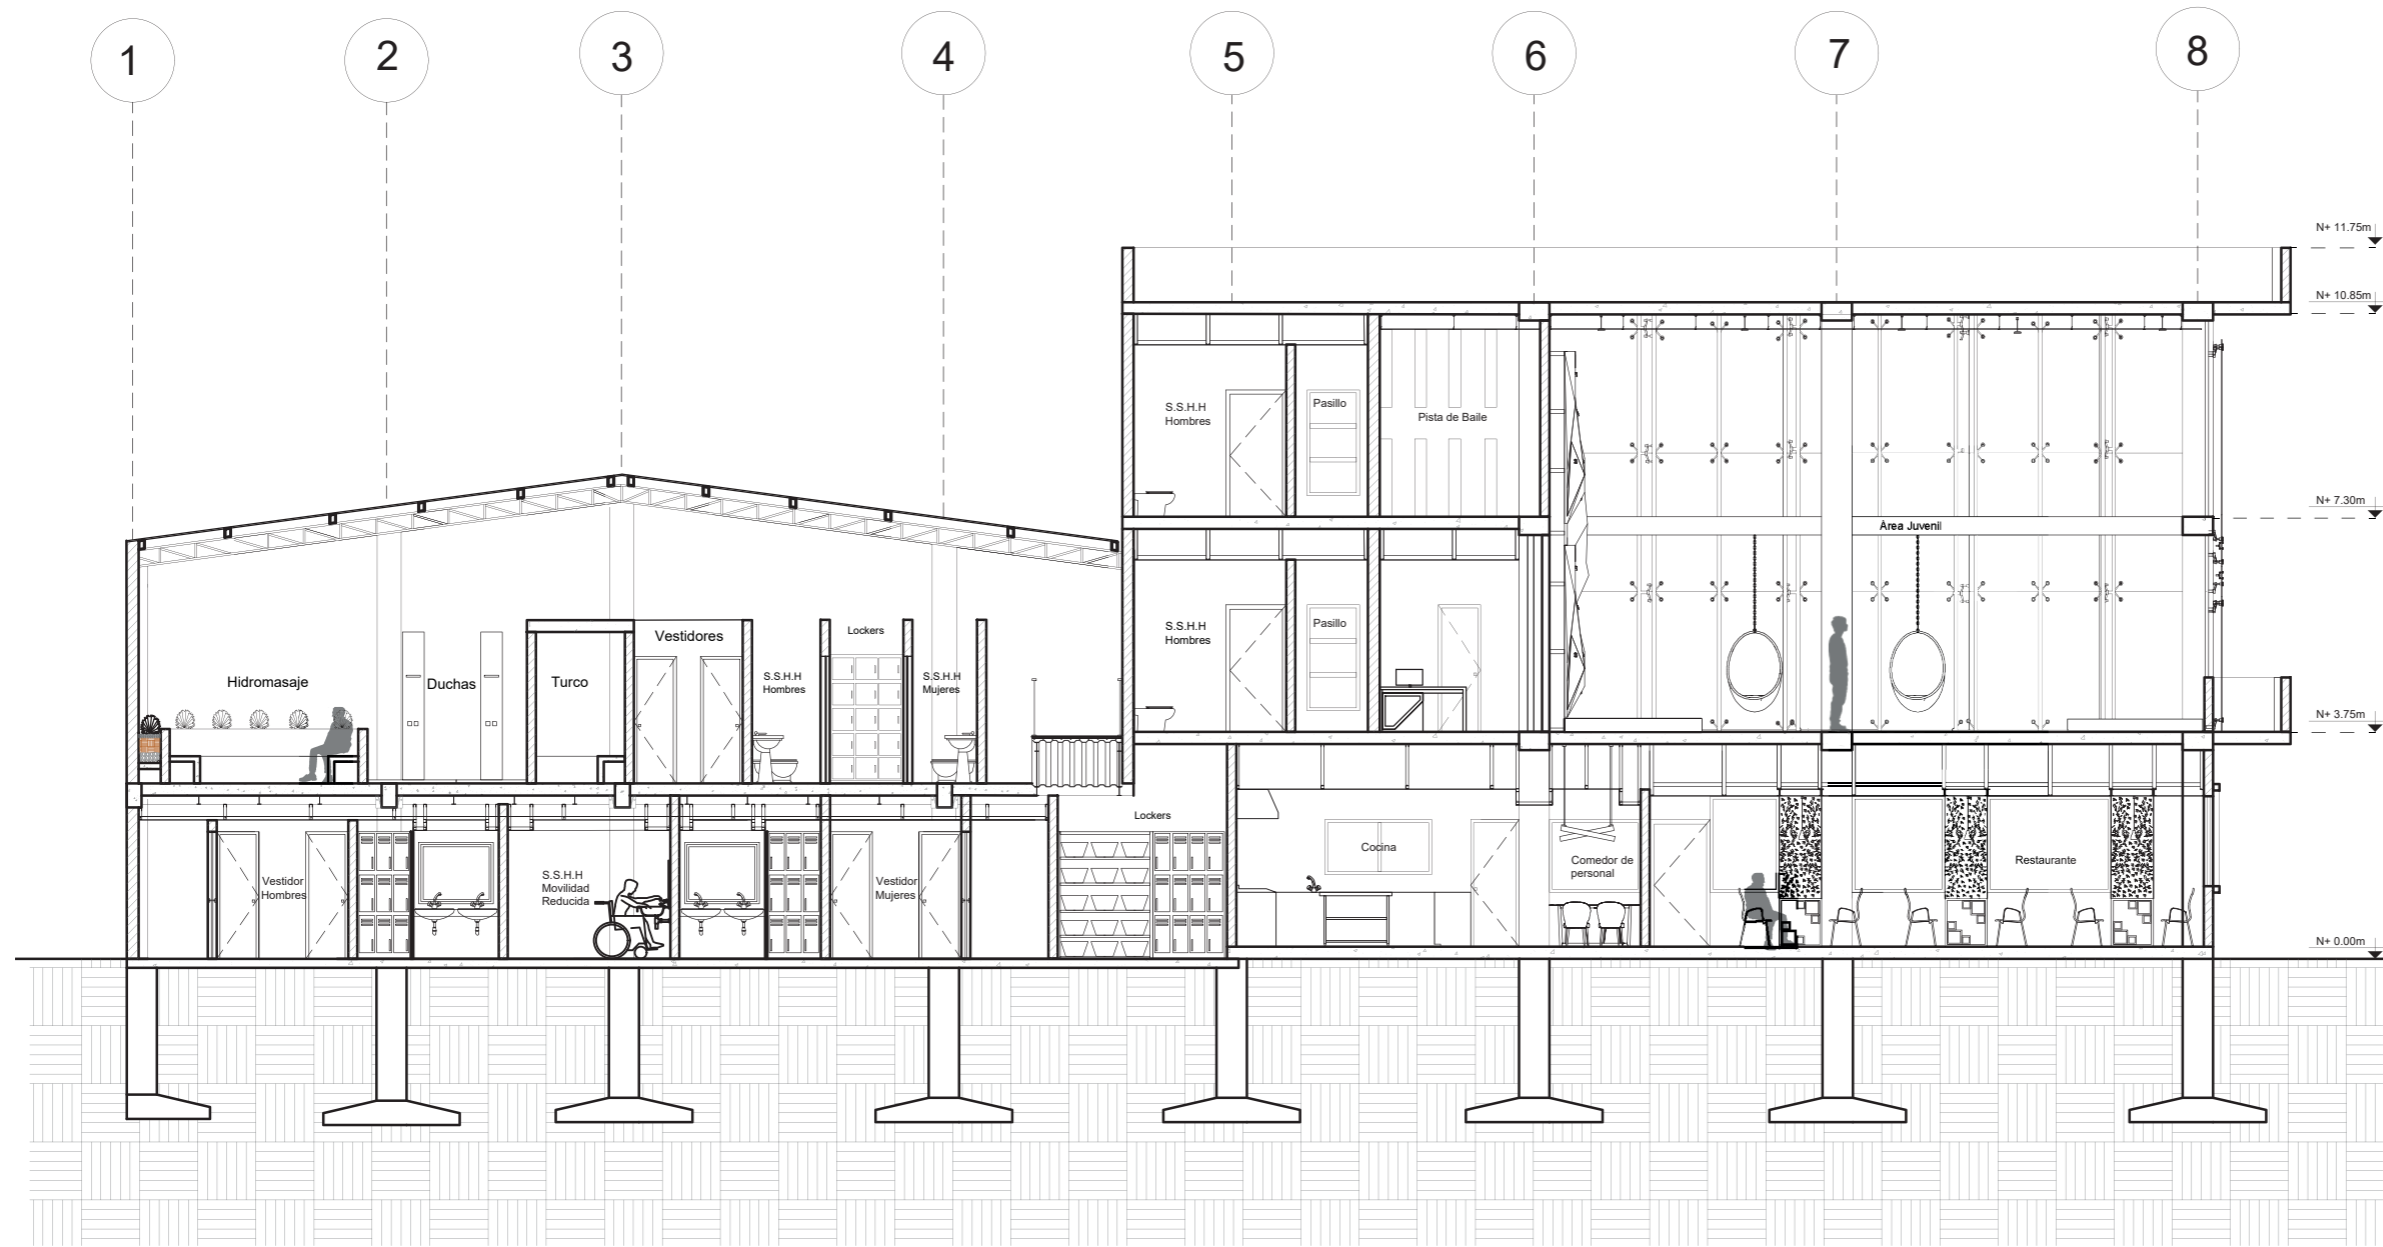 1 2 3 4 5 6 7 8
N+ 11.75m
N+ 10.85m
S.S.H.H
Hombres
Pasillo
Pista de Baile
N+ 7.30m
Área Juvenil
S.S.H.H
Hombres
Pasillo
Hidromasaje
Duchas
Turco
Vestidores
S.S.H.H
Hombres
Lockers
S.S.H.H
Mujeres
N+ 3.75m
Vestidor
Hombres
S.S.H.H
Movilidad
Reducida
Vestidor
Mujeres
Lockers
Cocina
Comedor de
personal
Restaurante
N+ 0.00m